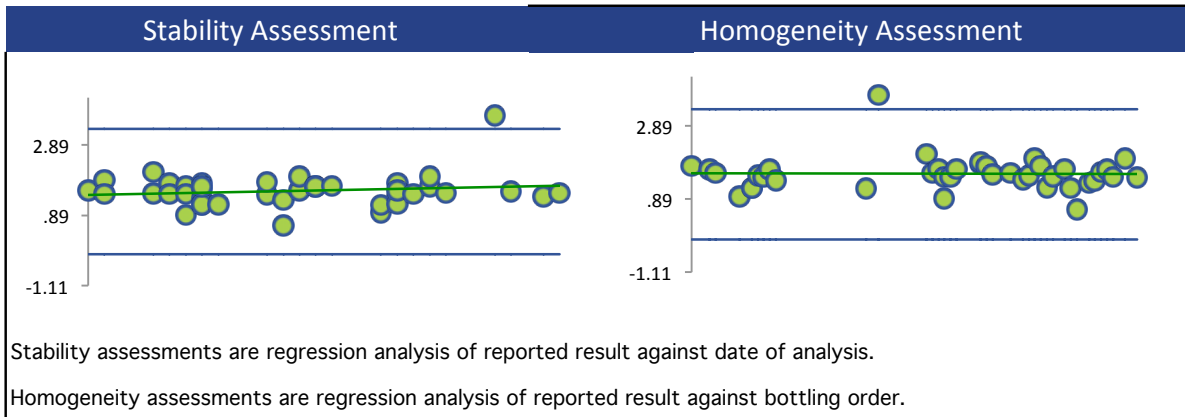 Stability Assessment
Homogeneity Assessment
2.89
.89
-1.11
2.89
.89
-1.11
Stability assessments are regression analysis of reported result against date of analysis.
Homogeneity assessments are regression analysis of reported result against bottling order.